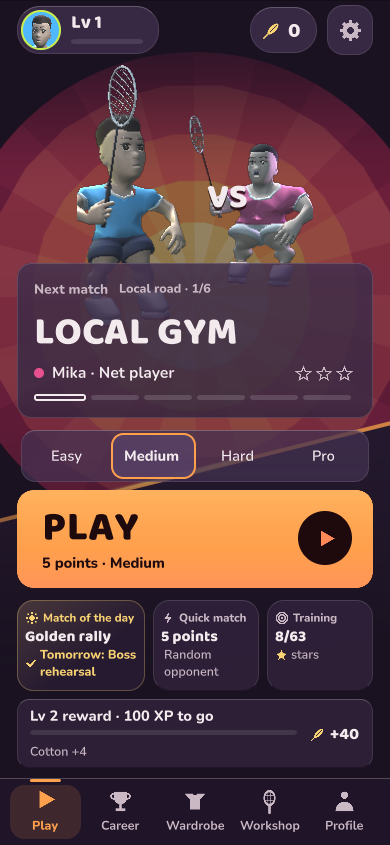 Lv 1
0
VS
Next match Local road · 1/6
LOCAL GYM
Mika · Net player
Easy Medium Hard Pro
PLAY
5 points · Medium
Match of the day
Golden rally
Tomorrow: Boss
rehearsal
Quick match
5 points
Random
opponent
Training
8/63
stars
Lv 2 reward · 100 XP to go
+40
Cotton +4
Play Career Wardrobe Workshop Profile